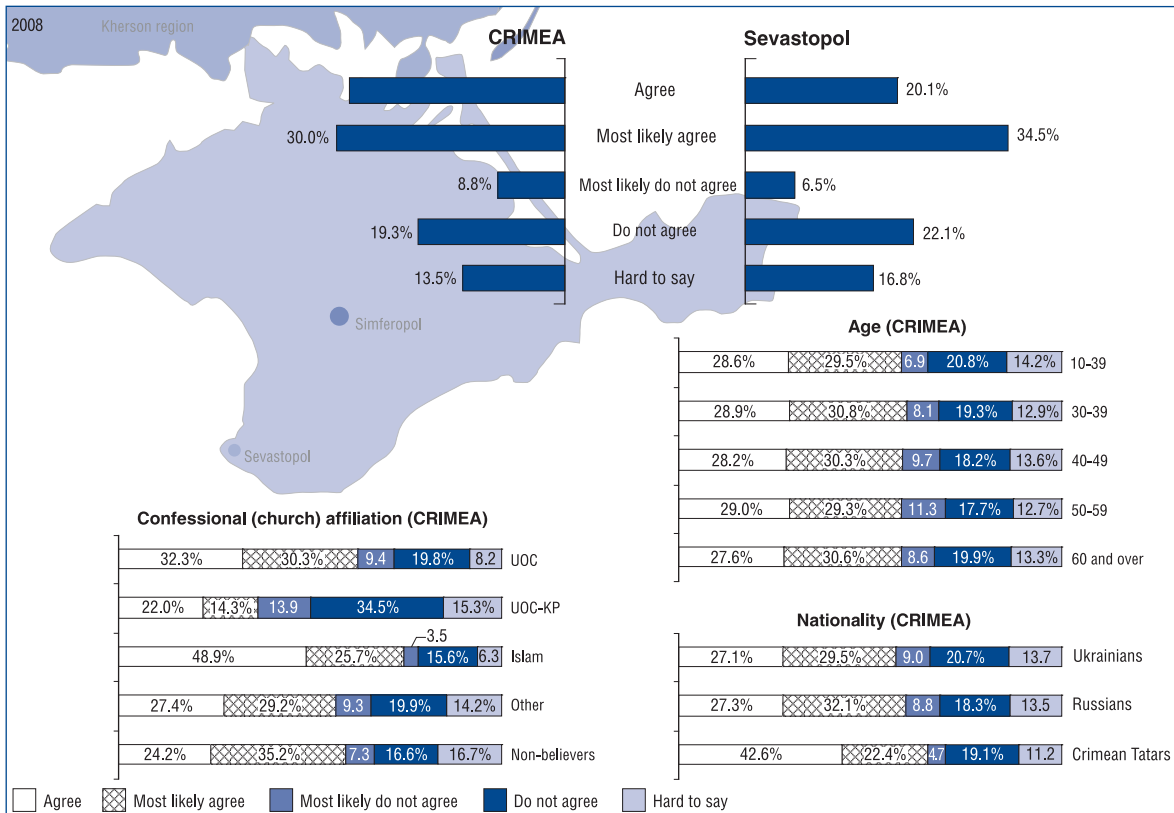 2008
Kherson region
CRIMEA
Sevastopol
Agree
20.1%
30.0%
Most likely agree
34.5%
8.8%
Most likely do not agree
6.5%
19.3%
Do not agree
22.1%
13.5%
Hard to say
16.8%
Simferopol
Sevastopol
Age (CRIMEA)
28.6% 29.5% 6.9 20.8% 14.2% 10-39
28.9% 30.8% 8.1 19.3% 12.9% 30-39
28.2% 30.3% 9.7 18.2% 13.6% 40-49
29.0% 29.3% 11.3 17.7% 12.7% 50-59
27.6% 30.6% 8.6 19.9% 13.3% 60 and over
Confessional (church) affiliation (CRIMEA)
32.3% 30.3% 9.4 19.8% 8.2 UOC
22.0% 14.3% 13.9 34.5% 15.3% UOC-KP
3.5
48.9% 25.7% 15.6% 6.3 Islam
27.4% 29.2% 9.3 19.9% 14.2% Other
24.2% 35.2% 7.3 16.6% 16.7% Non-believers
Nationality (CRIMEA)
27.1% 29.5% 9.0 20.7% 13.7 Ukrainians
27.3% 32.1% 8.8 18.3% 13.5 Russians
42.6% 22.4% 4.7 19.1% 11.2 Crimean Tatars
Agree Most likely agree Most likely do not agree Do not agree Hard to say